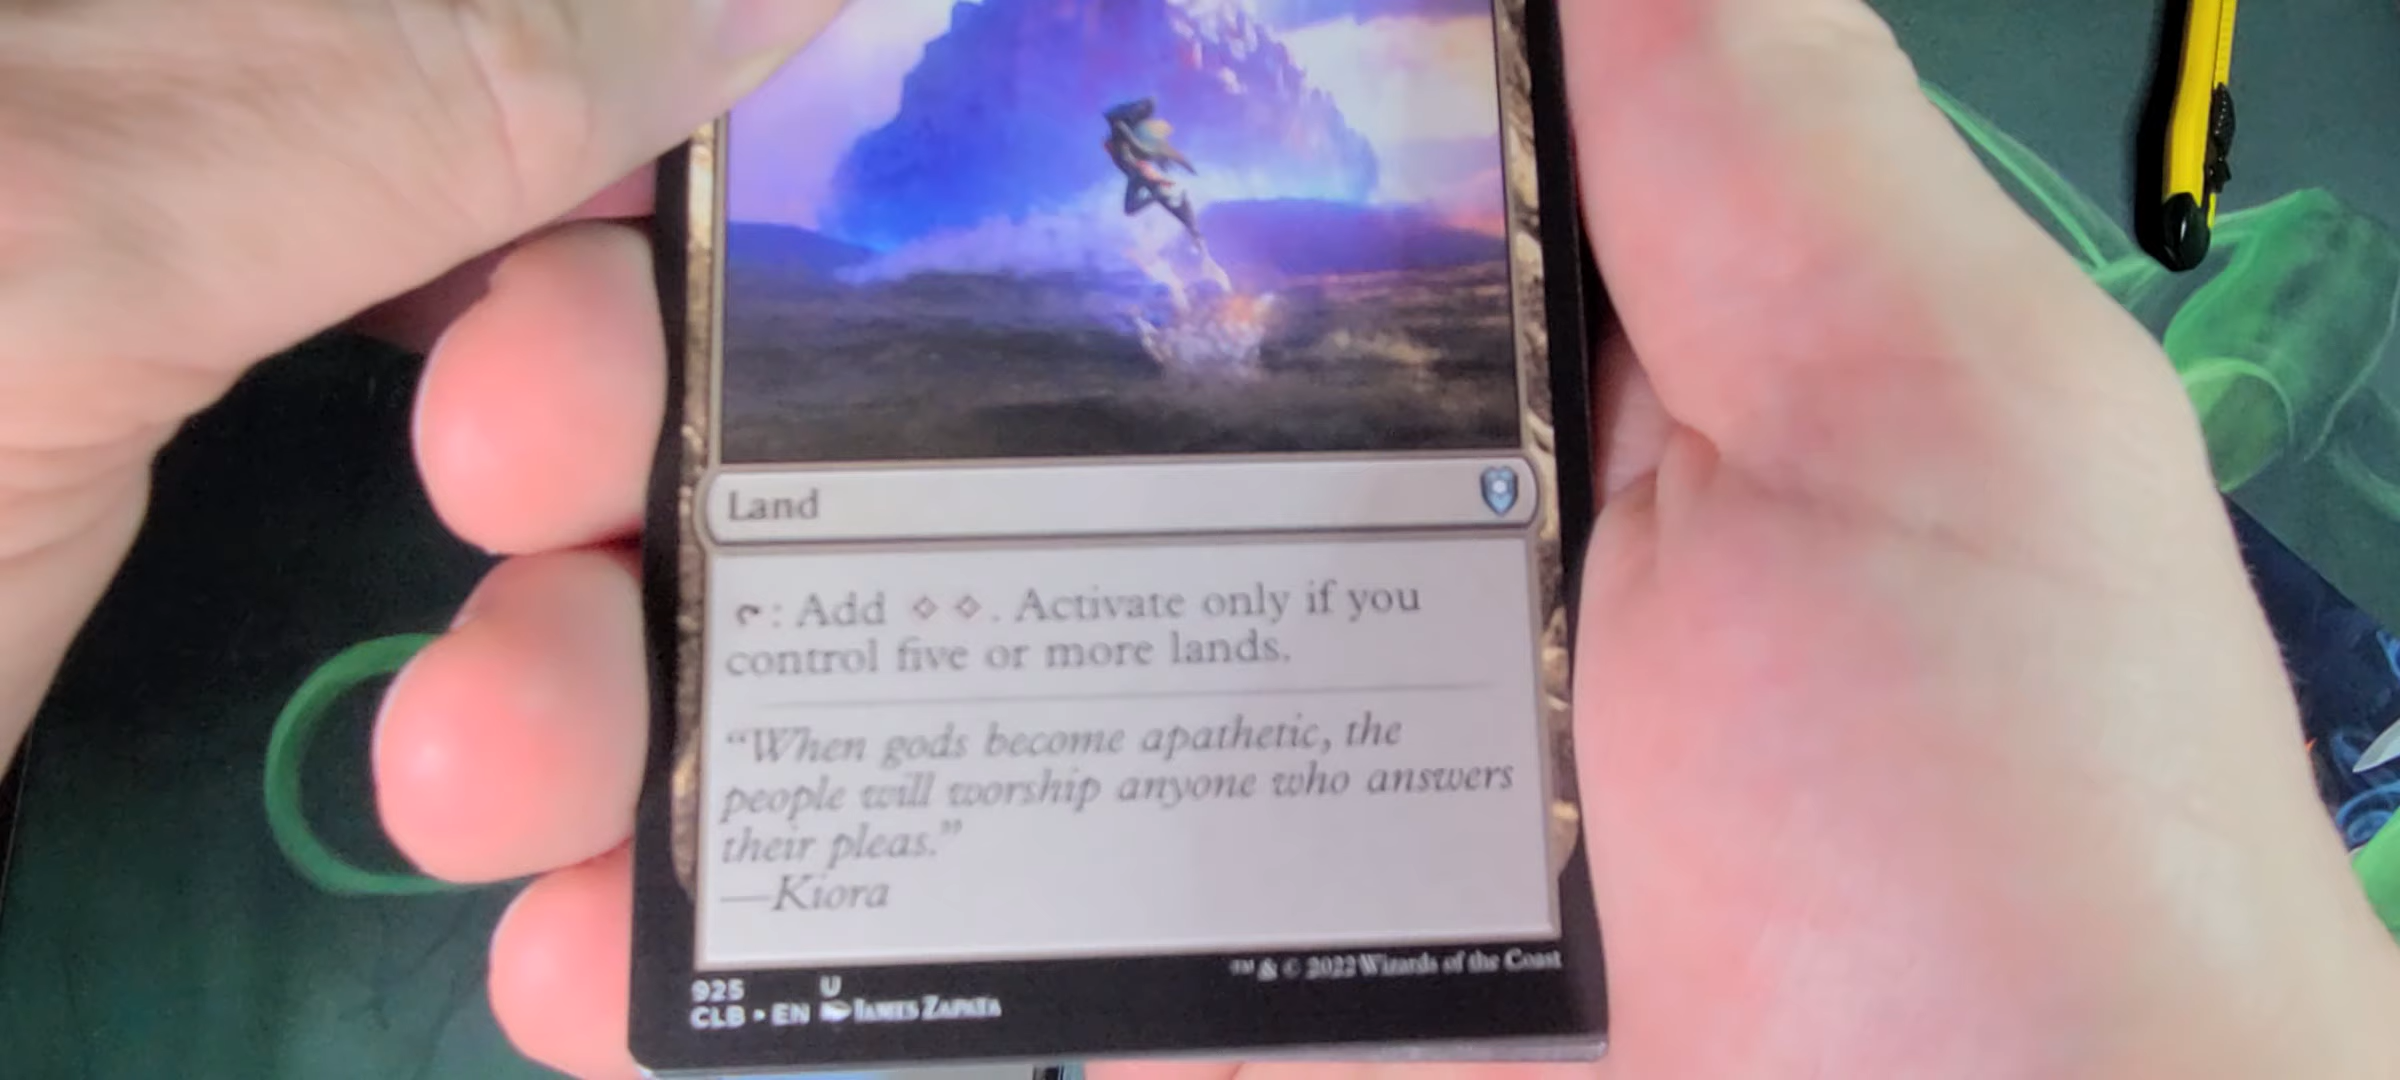 Land
: Add . Activate only if you
control five or more lands.
“When gods become apathetic, the
people will worship anyone who answers
their pleas.”
—Kiora
925 U
CLB • EN James Zapata
™ & © 2022 Wizards of the Coast